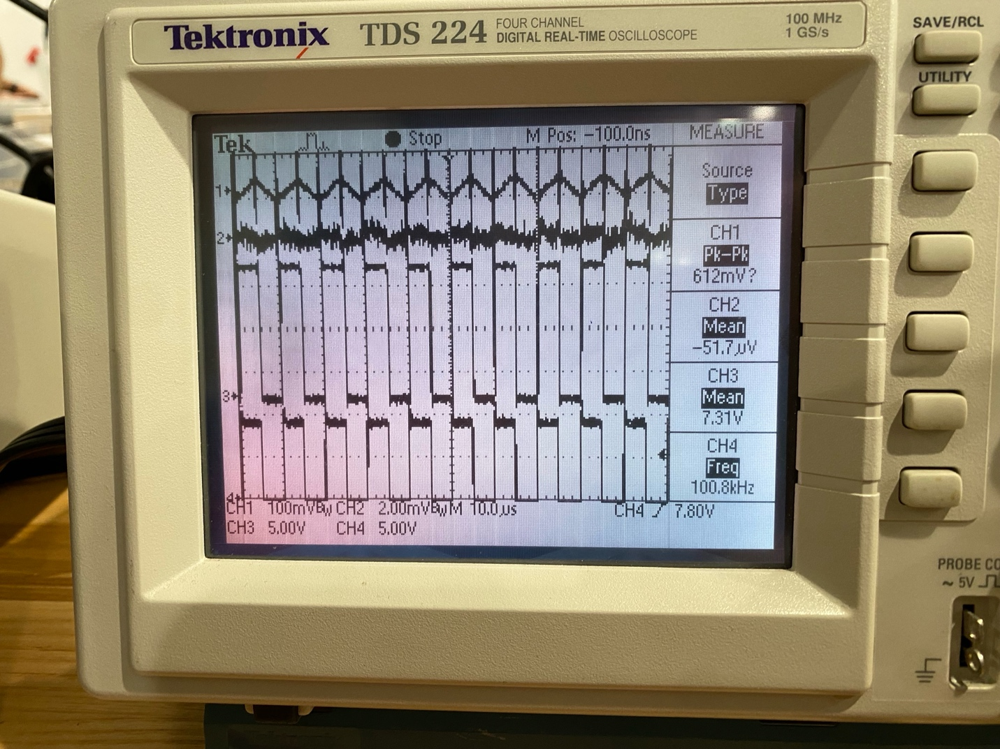 Tektronix TDS 224 FOUR CHANNEL DIGITAL REAL-TIME OSCILLOSCOPE 100 MHz 1 GS/s
SAVE/RCL
UTILITY
Tek Stop M Pos: -100.0ns MEASURE
Source
Type
1
CH1
2
Pk-Pk
612mV?
CH2
Mean
-51.7µV
CH3
3
Mean
7.31V
CH4
Freq
100.8kHz
4
CH1 100mVBW CH2 2.00mVBW M 10.0µs CH4 7.80V
CH3 5.00V CH4 5.00V
PROBE CO
~ 5V